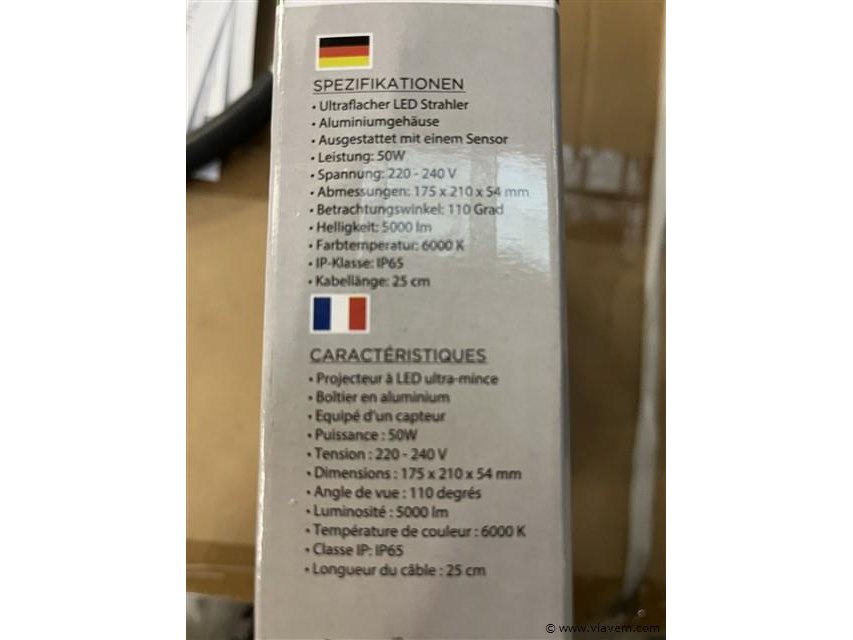 SPEZIFIKATIONEN
• Ultraflacher LED Strahler
• Aluminiumgehäuse
• Ausgestattet mit einem Sensor
• Leistung: 50W
• Spannung: 220 - 240 V
• Abmessungen: 175 x 210 x 54 mm
• Betrachtungswinkel: 110 Grad
• Helligkeit: 5000 lm
• Farbtemperatur: 6000 K
• IP-Klasse: IP65
• Kabellänge: 25 cm
CARACTÉRISTIQUES
• Projecteur à LED ultra-mince
• Boîtier en aluminium
• Equipé d'un capteur
• Puissance : 50W
• Tension : 220 - 240 V
• Dimensions : 175 x 210 x 54 mm
• Angle de vue : 110 degrés
• Luminosité : 5000 lm
• Température de couleur : 6000 K
• Classe IP: IP65
• Longueur du câble : 25 cm
© www.viavem.com